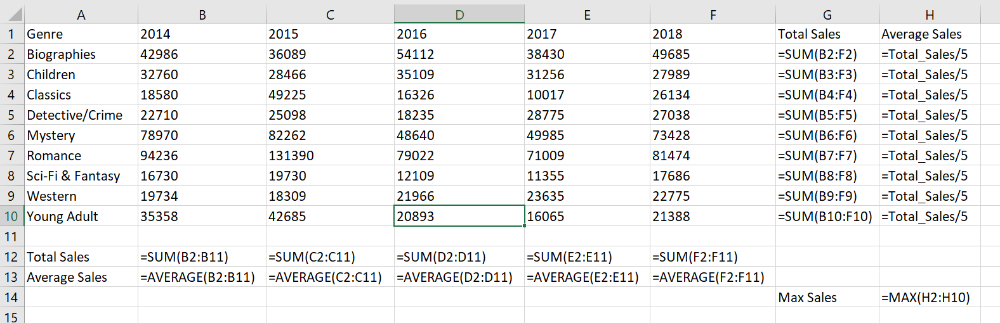 A B C D E F G H
1 Genre 2014 2015 2016 2017 2018 Total Sales Average Sales
2 Biographies 42986 36089 54112 38430 49685 =SUM(B2:F2) =Total_Sales/5
3 Children 32760 28466 35109 31256 27989 =SUM(B3:F3) =Total_Sales/5
4 Classics 18580 49225 16326 10017 26134 =SUM(B4:F4) =Total_Sales/5
5 Detective/Crime 22710 25098 18235 28775 27038 =SUM(B5:F5) =Total_Sales/5
6 Mystery 78970 82262 48640 49985 73428 =SUM(B6:F6) =Total_Sales/5
7 Romance 94236 131390 79022 71009 81474 =SUM(B7:F7) =Total_Sales/5
8 Sci-Fi & Fantasy 16730 19730 12109 11355 17686 =SUM(B8:F8) =Total_Sales/5
9 Western 19734 18309 21966 23635 22775 =SUM(B9:F9) =Total_Sales/5
10 Young Adult 35358 42685 20893 16065 21388 =SUM(B10:F10) =Total_Sales/5
11
12 Total Sales =SUM(B2:B11) =SUM(C2:C11) =SUM(D2:D11) =SUM(E2:E11) =SUM(F2:F11)
13 Average Sales =AVERAGE(B2:B11) =AVERAGE(C2:C11) =AVERAGE(D2:D11) =AVERAGE(E2:E11) =AVERAGE(F2:F11)
14 Max Sales =MAX(H2:H10)
15